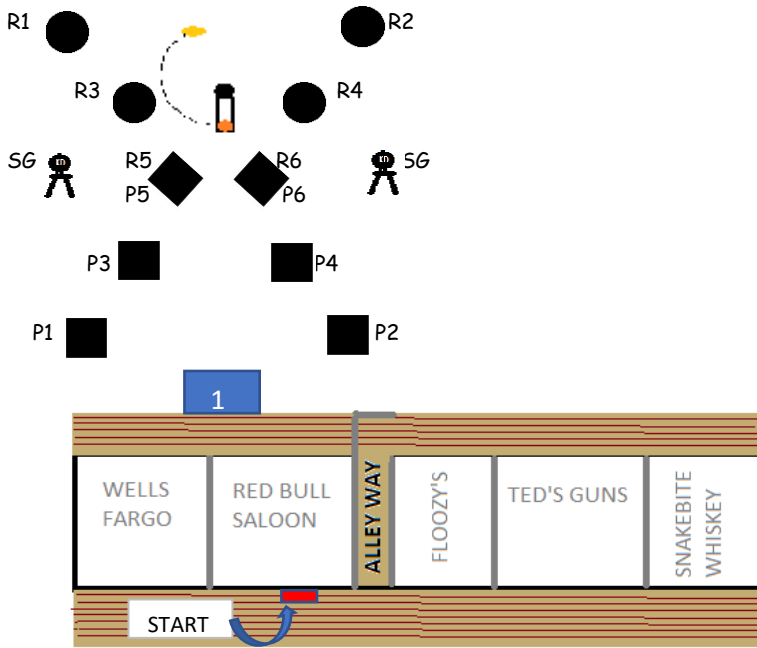 R1
R2
R3
R4
SG
R5
R6
SG
P5
P6
P3
P4
P1
P2
1
WELLS
FARGO
RED BULL
SALOON
ALLEY WAY
FLOOZY'S
TED'S GUNS
SNAKEBITE
WHISKEY
START